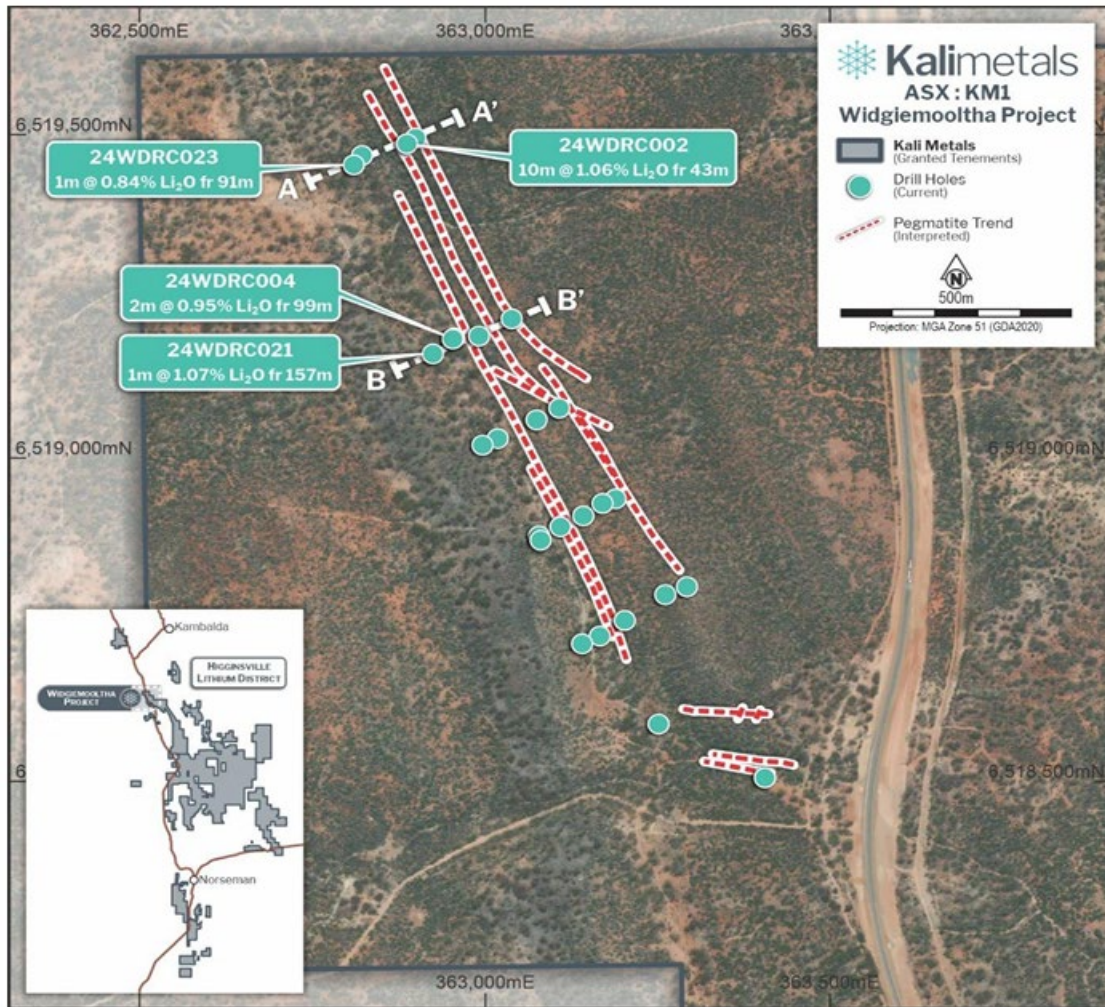 362,500mE
363,000mE
363,
Kalimetals
ASX : KM1
Widgiemooltha Project
Kali Metals
(Granted Tenements)
Drill Holes
(Current)
Pegmatite Trend
(Interpreted)
N
500m
Projection: MGA Zone 51 (GDA2020)
6,519,500mN
A'
24WDRC023
1m @ 0.84% Li₂O fr 91m
A
24WDRC002
10m @ 1.06% Li₂O fr 43m
24WDRC004
2m @ 0.95% Li₂O fr 99m
B'
24WDRC021
1m @ 1.07% Li₂O fr 157m
B
6,519,000mN
6,519,000mN
Kambalda
HIGGINSVILLE
LITHIUM DISTRICT
WIDGIEMOOLTHA
PROJECT
Norseman
6,518,500mN
363,000mE
363,500mE